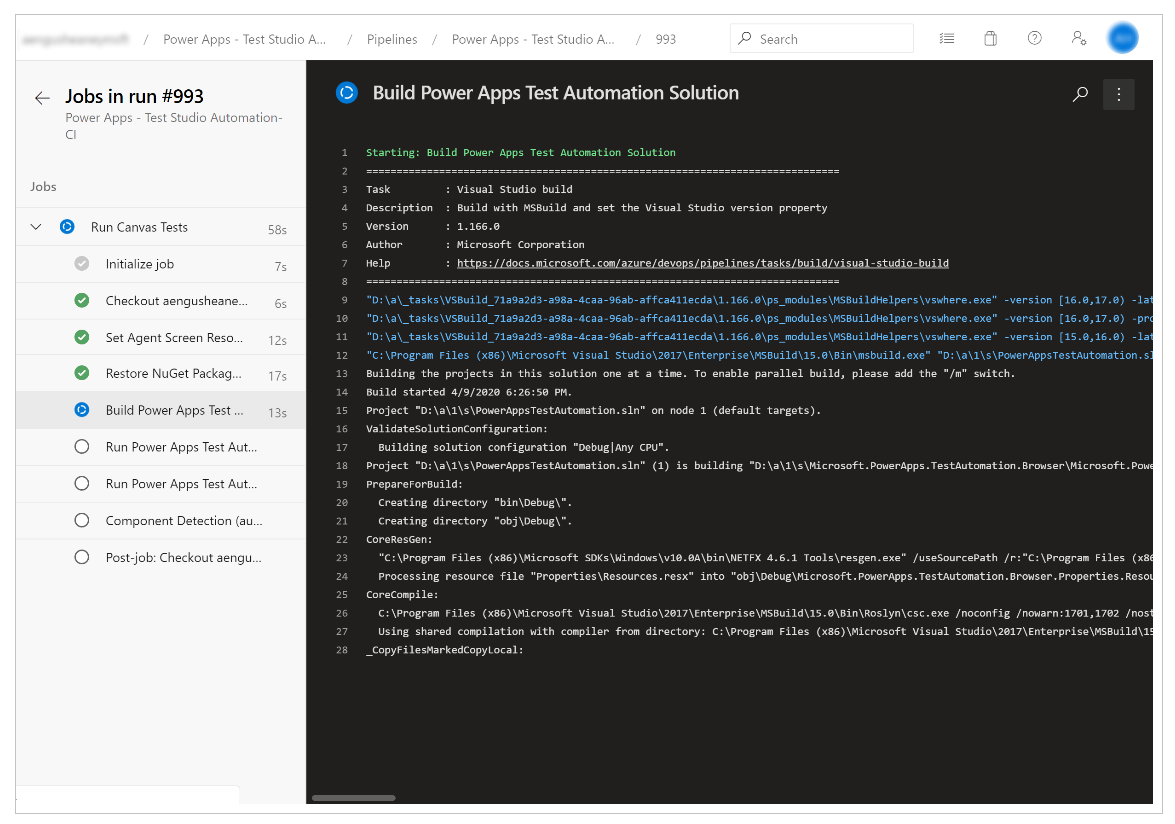 / Power Apps - Test Studio A... / Pipelines / Power Apps - Test Studio A... / 993
Search
Jobs in run #993
Power Apps - Test Studio Automation-
CI
Jobs
Run Canvas Tests 58s
Initialize job 7s
Checkout aengusheane... 6s
Set Agent Screen Reso... 12s
Restore NuGet Packag... 17s
Build Power Apps Test ... 13s
Run Power Apps Test Aut...
Run Power Apps Test Aut...
Component Detection (au...
Post-job: Checkout aengu...
Build Power Apps Test Automation Solution
1 Starting: Build Power Apps Test Automation Solution
2 ==============================================================================
3 Task         : Visual Studio build
4 Description  : Build with MSBuild and set the Visual Studio version property
5 Version      : 1.166.0
6 Author       : Microsoft Corporation
7 Help         : https://docs.microsoft.com/azure/devops/pipelines/tasks/build/visual-studio-build
8 ==============================================================================
9 "D:\a\_tasks\VSBuild_71a9a2d3-a98a-4caa-96ab-affca411ecda\1.166.0\ps_modules\MSBuildHelpers\vswhere.exe" -version [16.0,17.0) -lat
10 "D:\a\_tasks\VSBuild_71a9a2d3-a98a-4caa-96ab-affca411ecda\1.166.0\ps_modules\MSBuildHelpers\vswhere.exe" -version [16.0,17.0) -pro
11 "D:\a\_tasks\VSBuild_71a9a2d3-a98a-4caa-96ab-affca411ecda\1.166.0\ps_modules\MSBuildHelpers\vswhere.exe" -version [15.0,16.0) -lat
12 "C:\Program Files (x86)\Microsoft Visual Studio\2017\Enterprise\MSBuild\15.0\Bin\msbuild.exe" "D:\a\1\s\PowerAppsTestAutomation.sl
13 Building the projects in this solution one at a time. To enable parallel build, please add the "/m" switch.
14 Build started 4/9/2020 6:26:50 PM.
15 Project "D:\a\1\s\PowerAppsTestAutomation.sln" on node 1 (default targets).
16 ValidateSolutionConfiguration:
17   Building solution configuration "Debug|Any CPU".
18 Project "D:\a\1\s\PowerAppsTestAutomation.sln" (1) is building "D:\a\1\s\Microsoft.PowerApps.TestAutomation.Browser\Microsoft.Powe
19 PrepareForBuild:
20   Creating directory "bin\Debug\".
21   Creating directory "obj\Debug\".
22 CoreResGen:
23   "C:\Program Files (x86)\Microsoft SDKs\Windows\v10.0A\bin\NETFX 4.6.1 Tools\resgen.exe" /useSourcePath /r:"C:\Program Files (x86
24   Processing resource file "Properties\Resources.resx" into "obj\Debug\Microsoft.PowerApps.TestAutomation.Browser.Properties.Resou
25 CoreCompile:
26   C:\Program Files (x86)\Microsoft Visual Studio\2017\Enterprise\MSBuild\15.0\Bin\Roslyn\csc.exe /noconfig /nowarn:1701,1702 /nost
27   Using shared compilation with compiler from directory: C:\Program Files (x86)\Microsoft Visual Studio\2017\Enterprise\MSBuild\15
28 _CopyFilesMarkedCopyLocal: